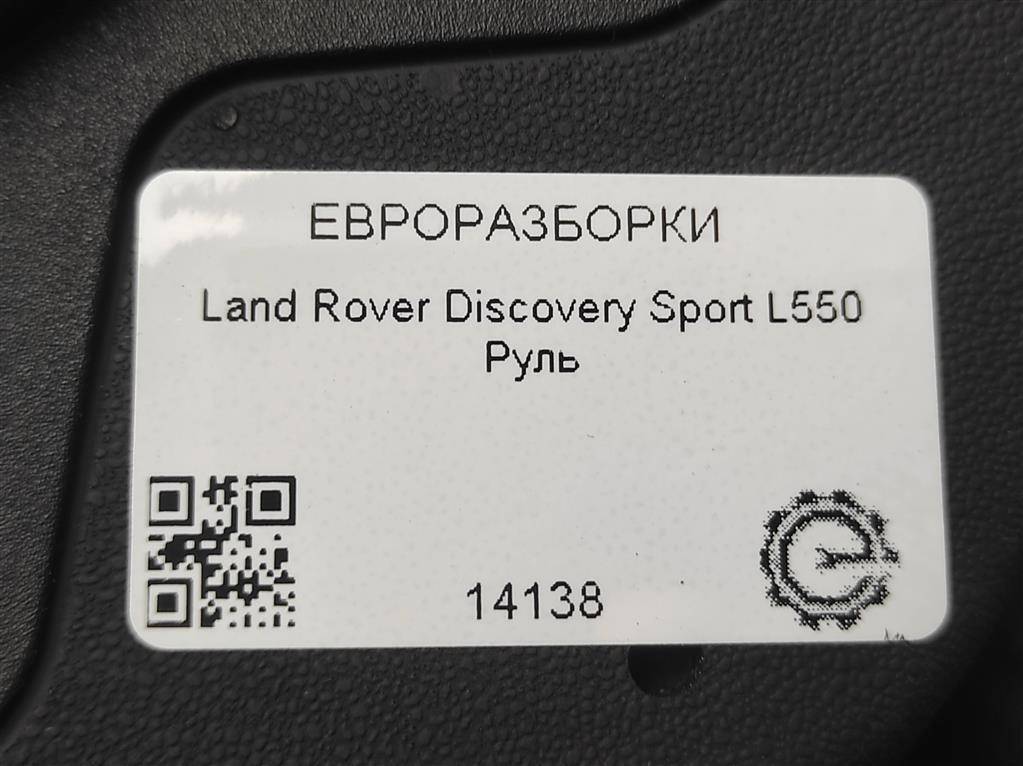 ЕВРОРАЗБОРКИ
Land Rover Discovery Sport L550
Руль
14138